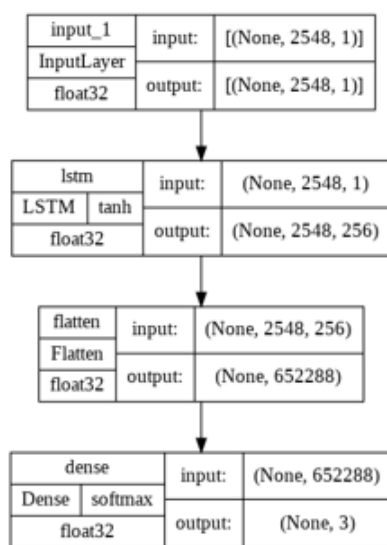 input_1
InputLayer
float32
input:
[(None, 2548, 1)]
output:
[(None, 2548, 1)]
lstm
LSTM tanh
float32
input:
(None, 2548, 1)
output:
(None, 2548, 256)
flatten
Flatten
float32
input:
(None, 2548, 256)
output:
(None, 652288)
dense
Dense softmax
float32
input:
(None, 652288)
output:
(None, 3)